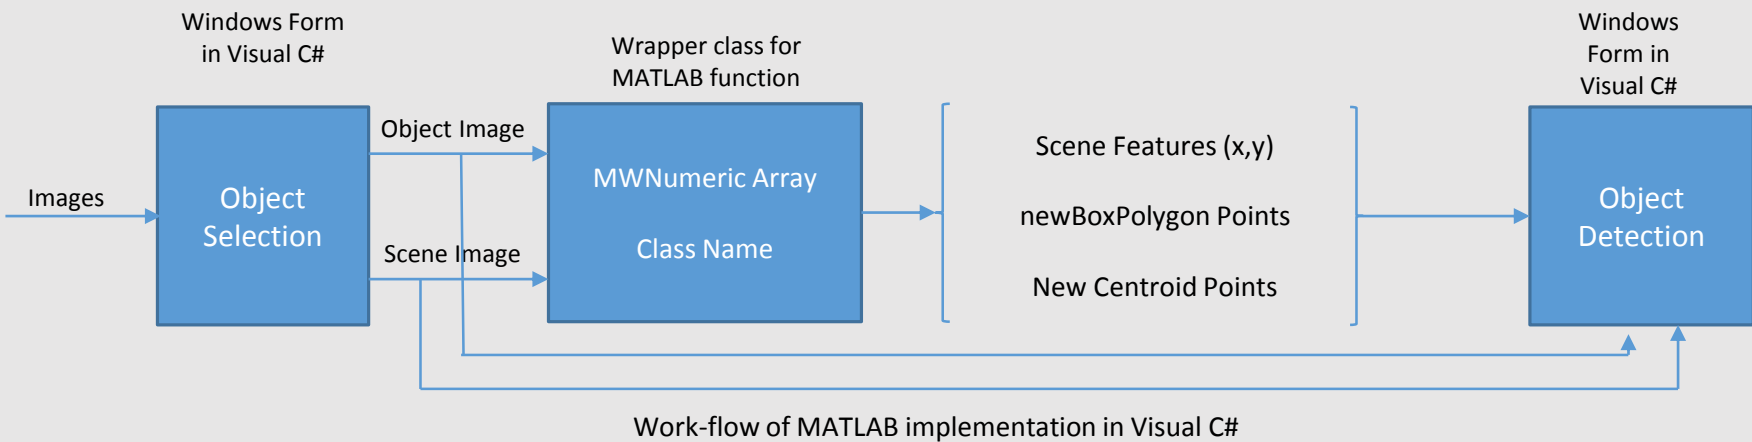 Windows Form
in Visual C#
Wrapper class for
MATLAB function
Windows
Form in
Visual C#
Images
Object
Selection
Object Image
Scene Image
MWNumeric Array
Class Name
Scene Features (x,y)
newBoxPolygon Points
New Centroid Points
Object
Detection
Work-flow of MATLAB implementation in Visual C#